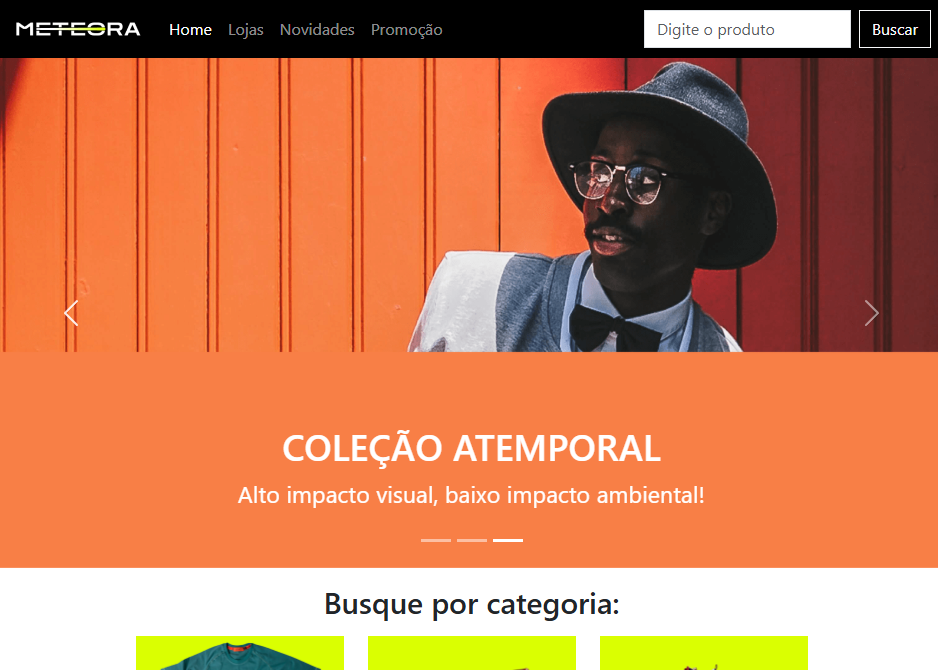 METEORA Home Lojas Novidades Promoção Digite o produto Buscar
COLEÇÃO ATEMPORAL
Alto impacto visual, baixo impacto ambiental!
Busque por categoria: